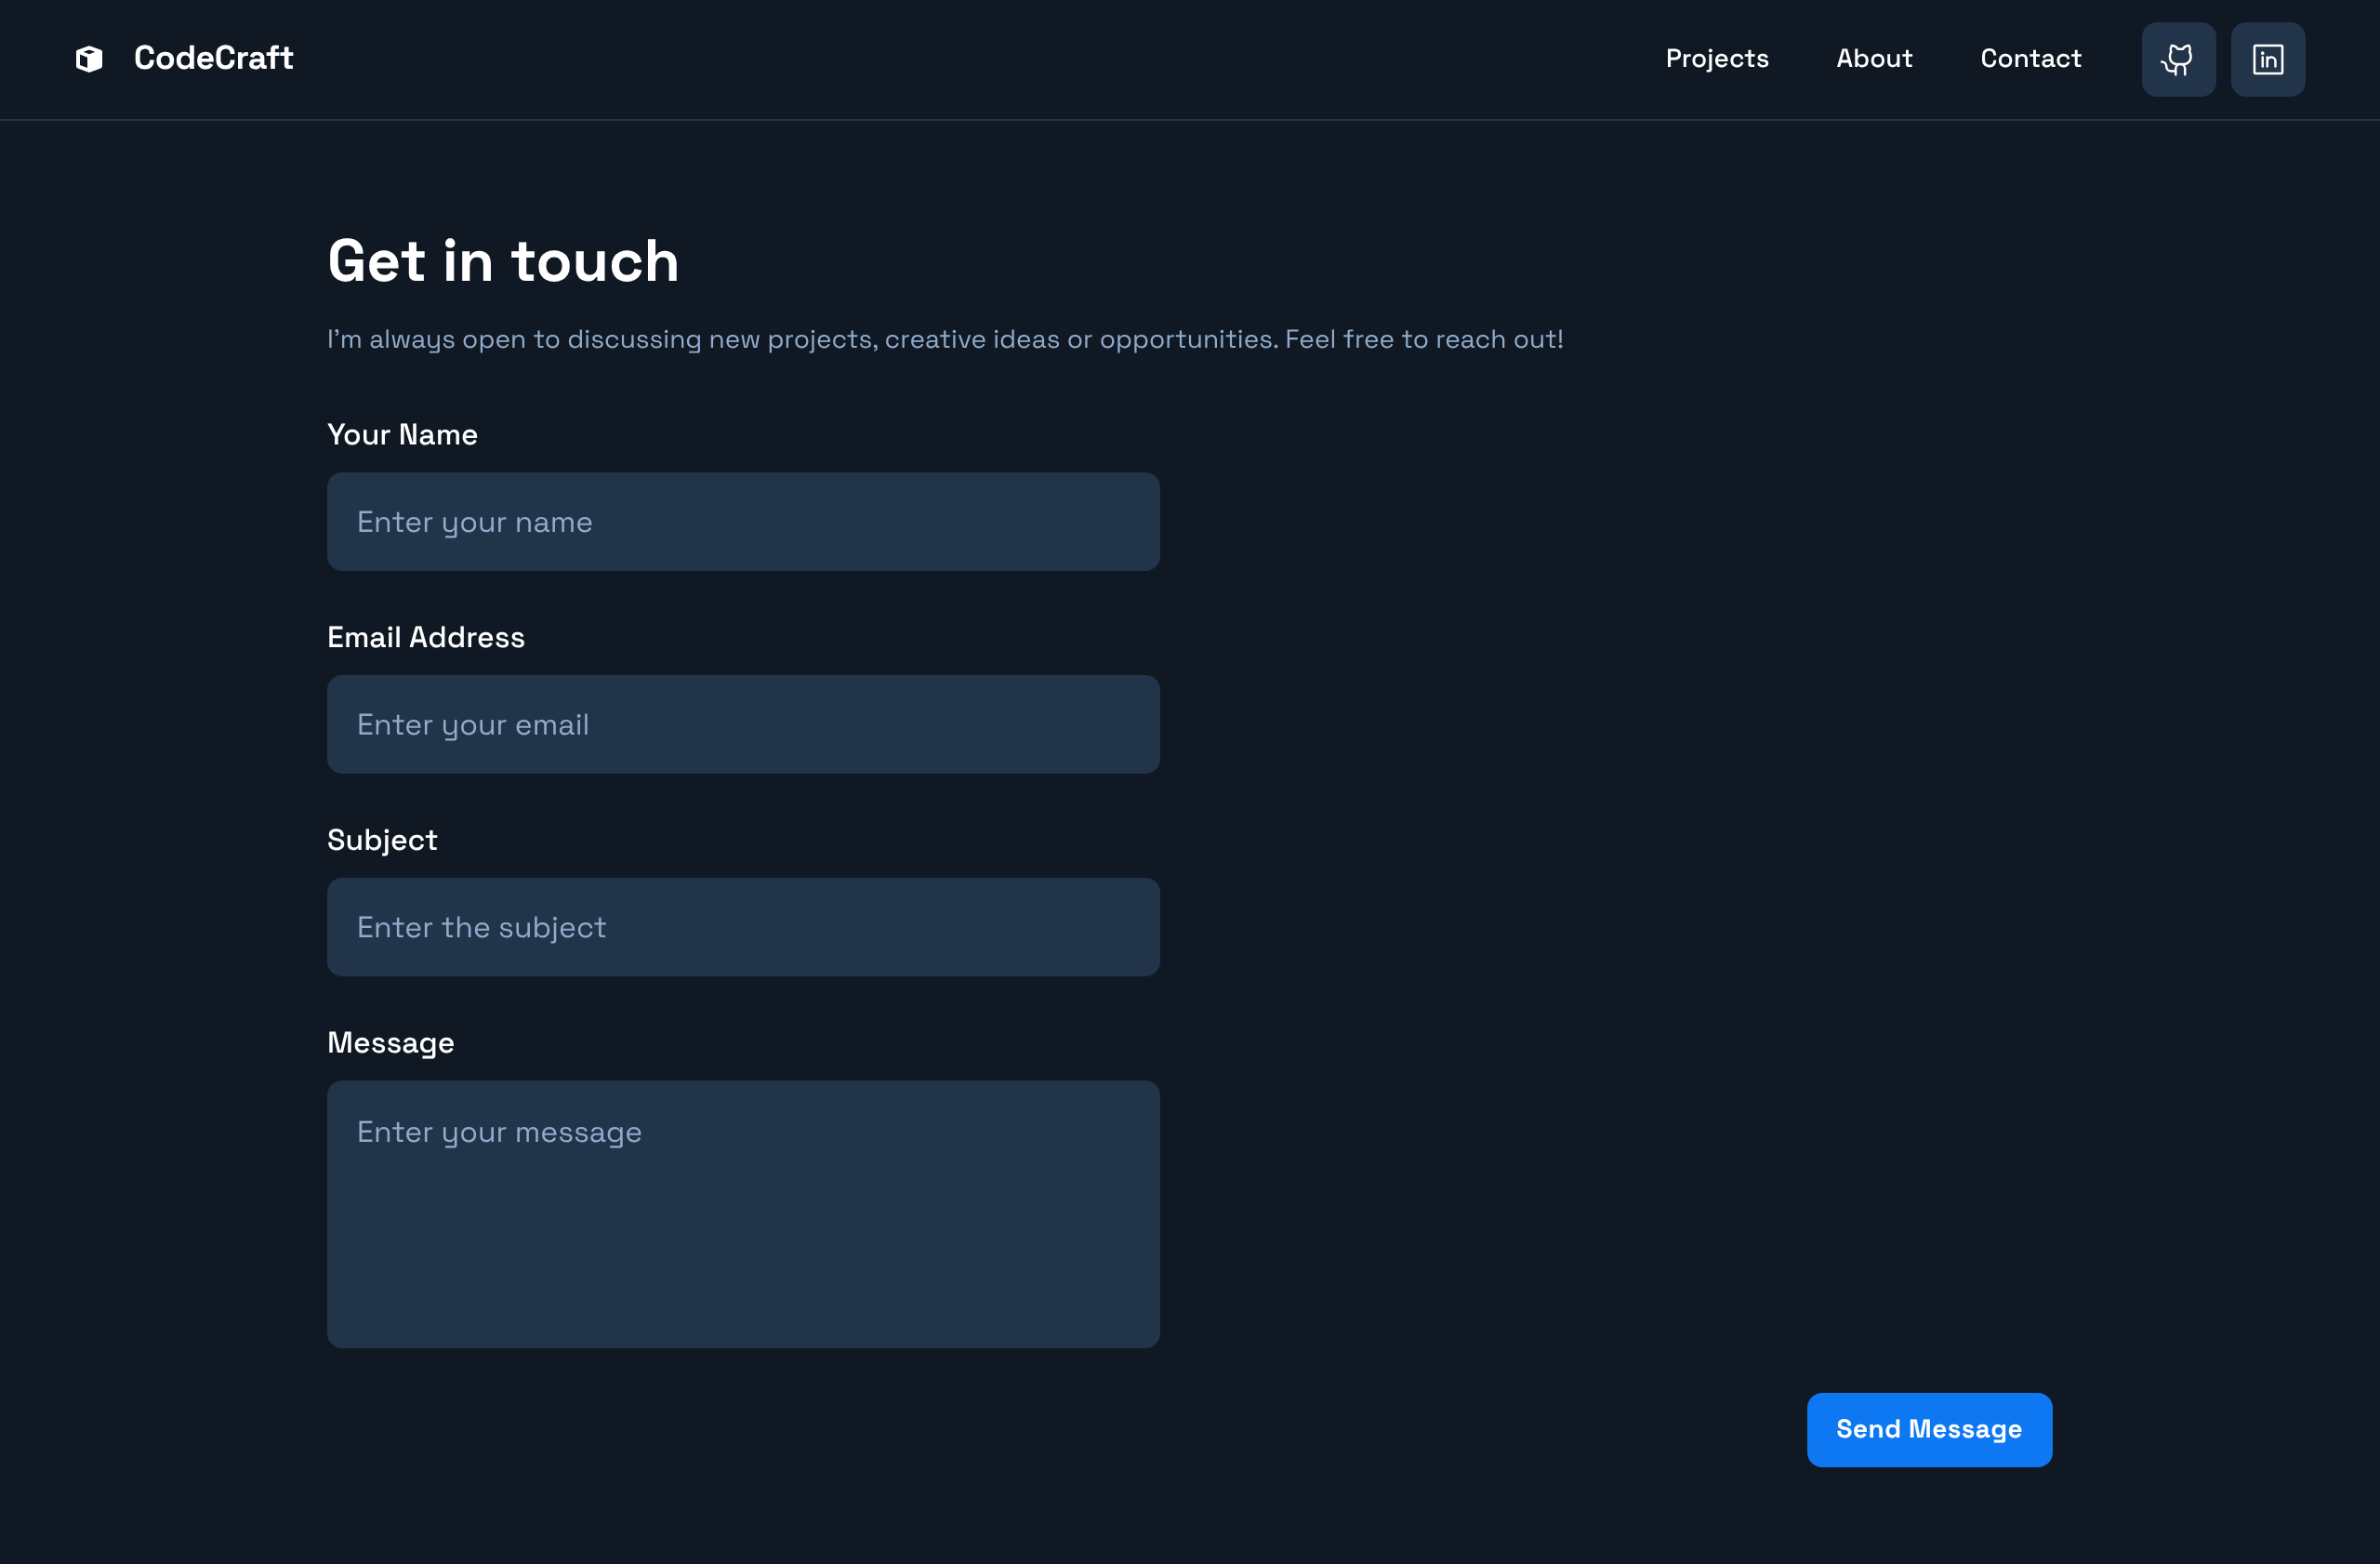 CodeCraft
Projects
About
Contact
in
Get in touch
I'm always open to discussing new projects, creative ideas or opportunities. Feel free to reach out!
Your Name
Enter your name
Email Address
Enter your email
Subject
Enter the subject
Message
Enter your message
Send Message